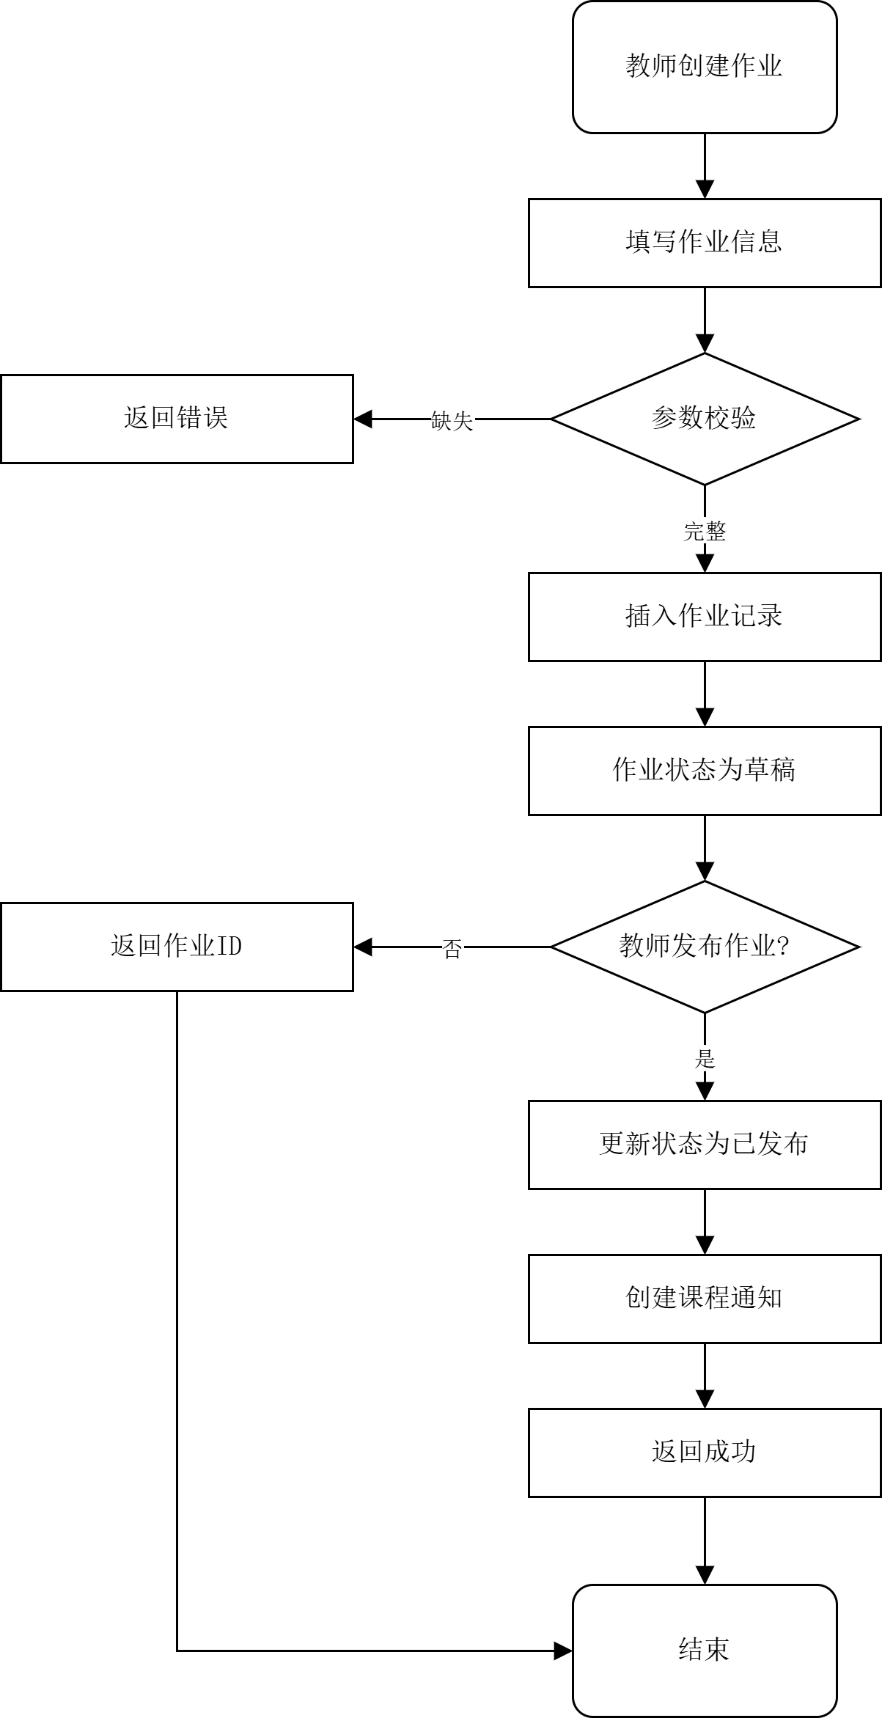 教师创建作业
填写作业信息
参数校验
缺失
返回错误
完整
插入作业记录
作业状态为草稿
教师发布作业?
否
返回作业ID
是
更新状态为已发布
创建课程通知
返回成功
结束